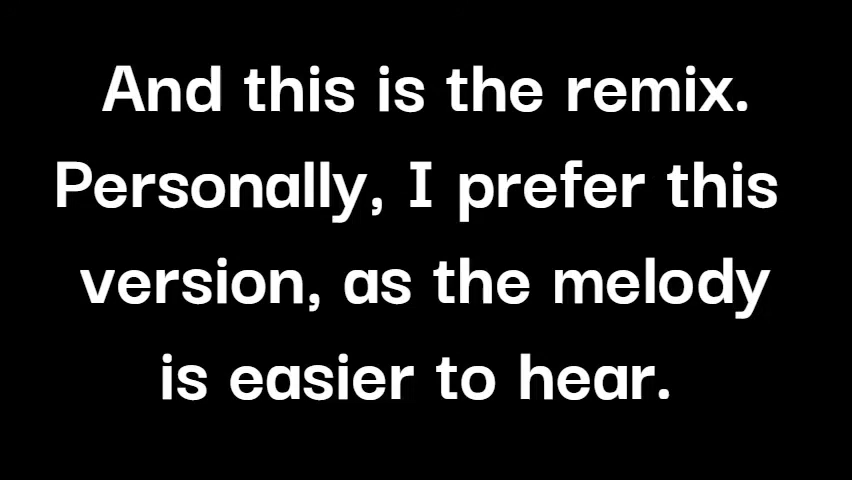 And this is the remix.
Personally, I prefer this
version, as the melody
is easier to hear.